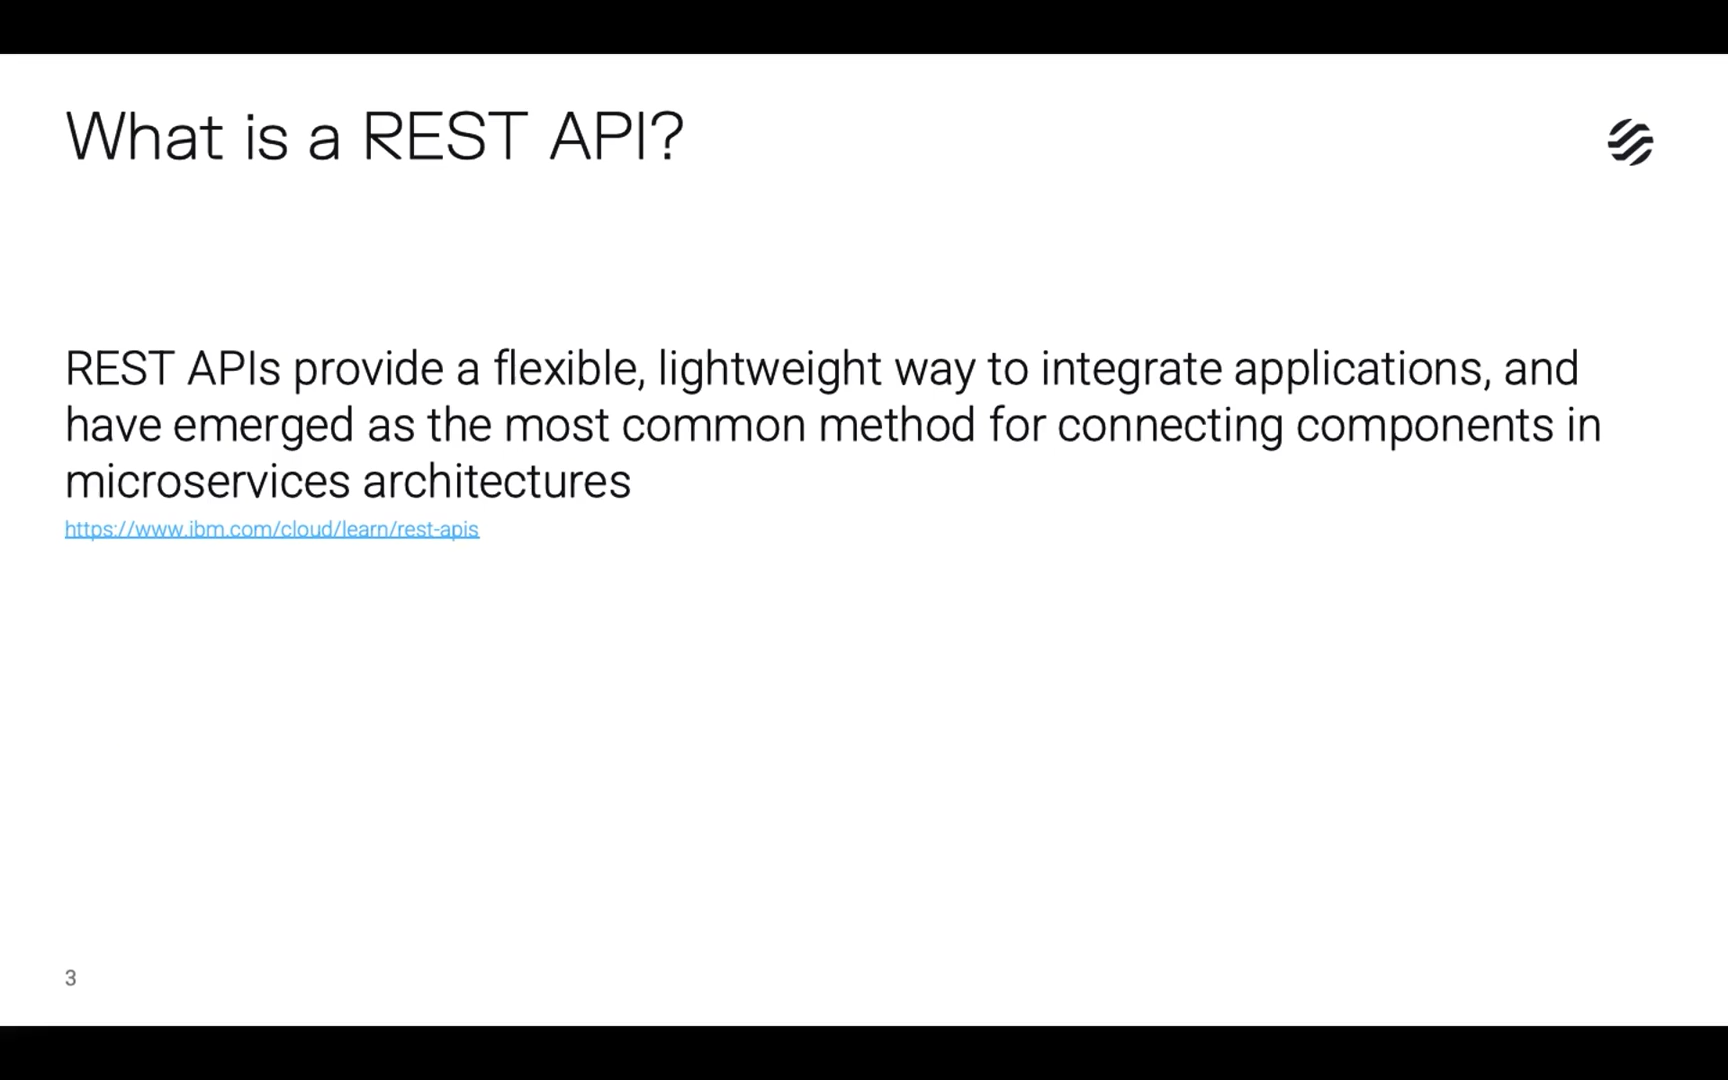 What is a REST API?
REST APIs provide a flexible, lightweight way to integrate applications, and
have emerged as the most common method for connecting components in
microservices architectures
https://www.ibm.com/cloud/learn/rest-apis
3